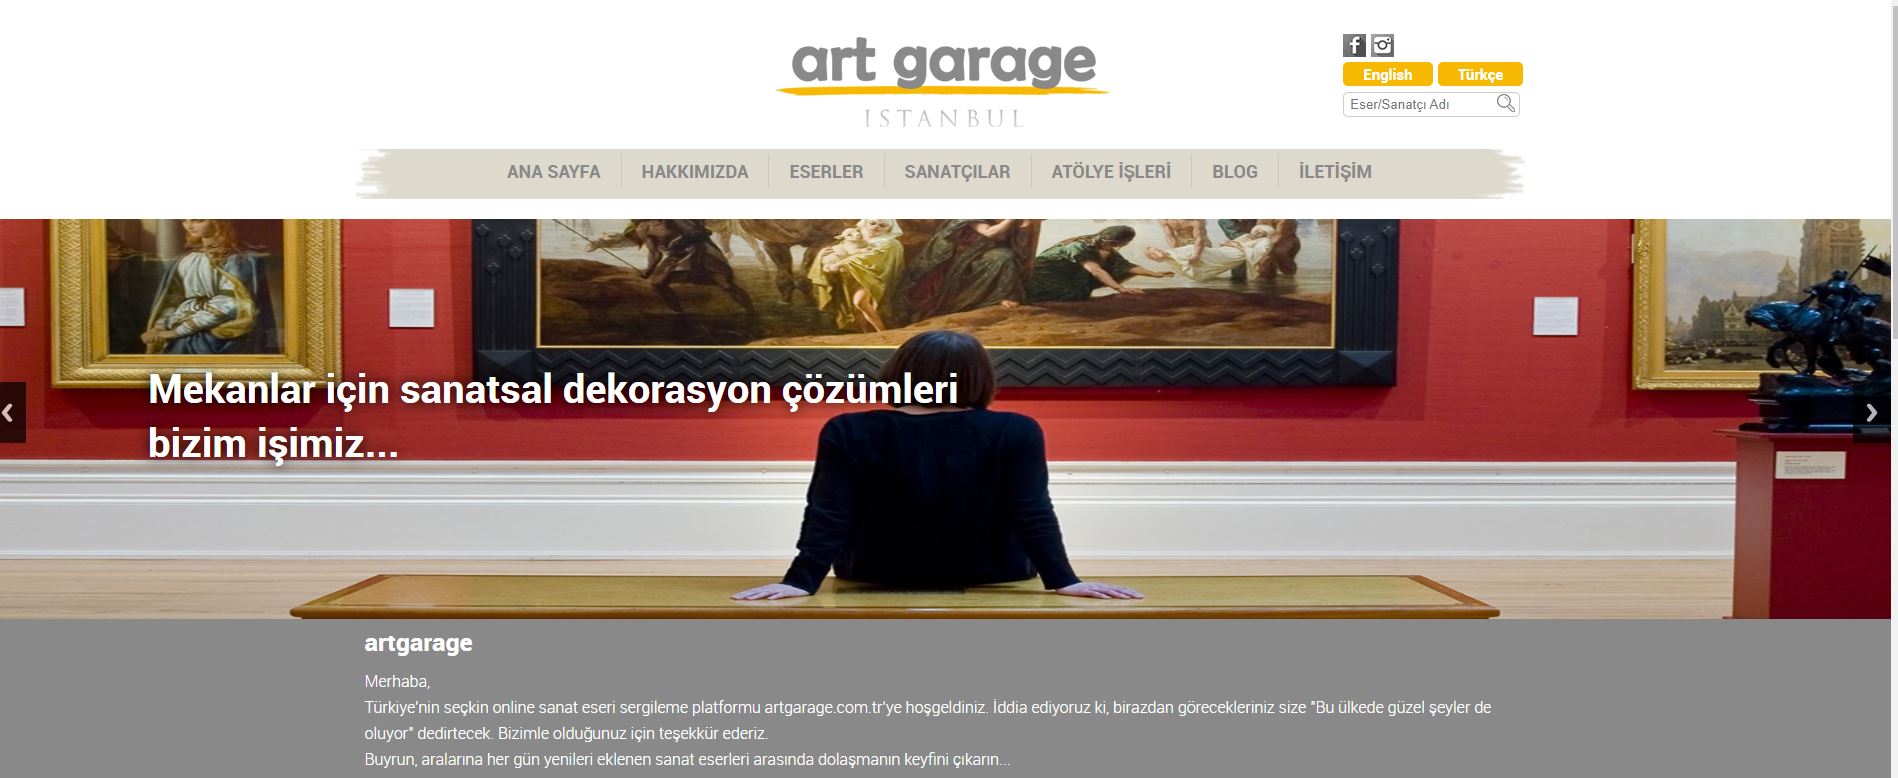 art garage
ISTANBUL
English
Türkçe
Eser/Sanatçı Adı
ANA SAYFA
HAKKIMIZDA
ESERLER
SANATÇILAR
ATÖLYE İŞLERİ
BLOG
İLETİŞİM
Mekanlar için sanatsal dekorasyon çözümleri
bizim işimiz...
artgarage
Merhaba,
Türkiye'nin seçkin online sanat eseri sergileme platformu artgarage.com.tr'ye hoşgeldiniz. İddia ediyoruz ki, birazdan görecekleriniz size "Bu ülkede güzel şeyler de
oluyor" dedirtecek. Bizimle olduğunuz için teşekkür ederiz.
Buyrun, aralarına her gün yenileri eklenen sanat eserleri arasında dolaşmanın keyfini çıkarın...